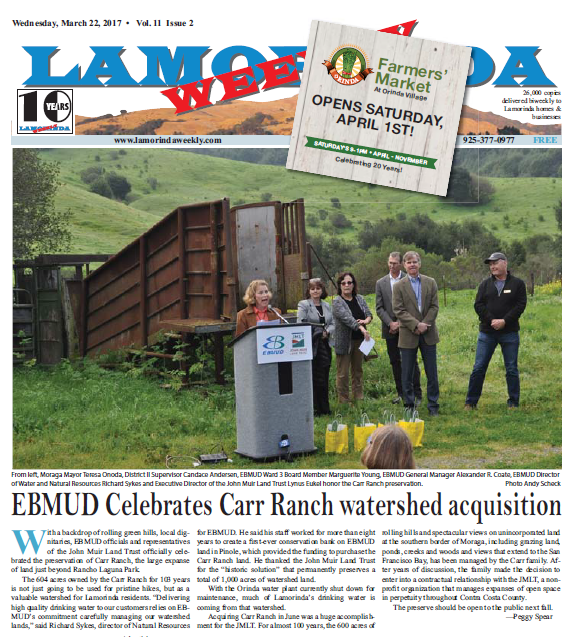 Wednesday, March 22, 2017 • Vol. 11 Issue 2
LAMORINDA
WEEKLY
10 YEARS
LAMORINDA
ORINDA
Farmers'
Market
At Orinda Village
OPENS SATURDAY,
APRIL 1ST!
SATURDAY'S 9-1PM • APRIL - NOVEMBER
Celebrating 20 Years!
26,000 copies
delivered biweekly to
Lamorinda homes &
businesses
www.lamorindaweekly.com
925-377-0977
FREE
EBMUD
JMLT
From left, Moraga Mayor Teresa Onoda, District II Supervisor Candace Andersen, EBMUD Ward 3 Board Member Marguerite Young, EBMUD General Manager Alexander R. Coate, EBMUD Director
of Water and Natural Resources Richard Sykes and Executive Director of the John Muir Land Trust Lynus Eukel honor the Carr Ranch preservation.
Photo Andy Scheck
EBMUD Celebrates Carr Ranch watershed acquisition
With a backdrop of rolling green hills, local dig-
nitaries, EBMUD officials and representatives
of the John Muir Land Trust officially cele-
brated the preservation of Carr Ranch, the large expanse
of land just beyond Rancho Laguna Park.
The 604 acres owned by the Carr Ranch for 103 years
is not just going to be used for pristine hikes, but as a
valuable watershed for Lamorinda residents. "Delivering
high quality drinking water to our customers relies on EB-
MUD's commitment carefully managing our watershed
lands," said Richard Sykes, director of Natural Resources
for EBMUD. He said his staff worked for more than eight
years to create a first-ever conservation bank on EBMUD
land in Pinole, which provided the funding to purchase the
Carr Ranch land. He thanked the John Muir Land Trust
for the "historic solution" that permanently preserves a
total of 1,000 acres of watershed land.
With the Orinda water plant currently shut down for
maintenance, much of Lamorinda's drinking water is
coming from that watershed.
Acquiring Carr Ranch in June was a huge accomplish-
ment for the JMLT. For almost 100 years, the 600 acres of
rolling hills and spectacular views on unincorporated land
at the southern border of Moraga, including grazing land,
ponds, creeks and woods and views that extend to the San
Francisco Bay, has been managed by the Carr family. Af-
ter years of discussion, the family made the decision to
enter into a contractual relationship with the JMLT, a non-
profit organization that manages expanses of open space
in perpetuity throughout Contra Costa County.
The preserve should be open to the public next fall.
—Peggy Spear